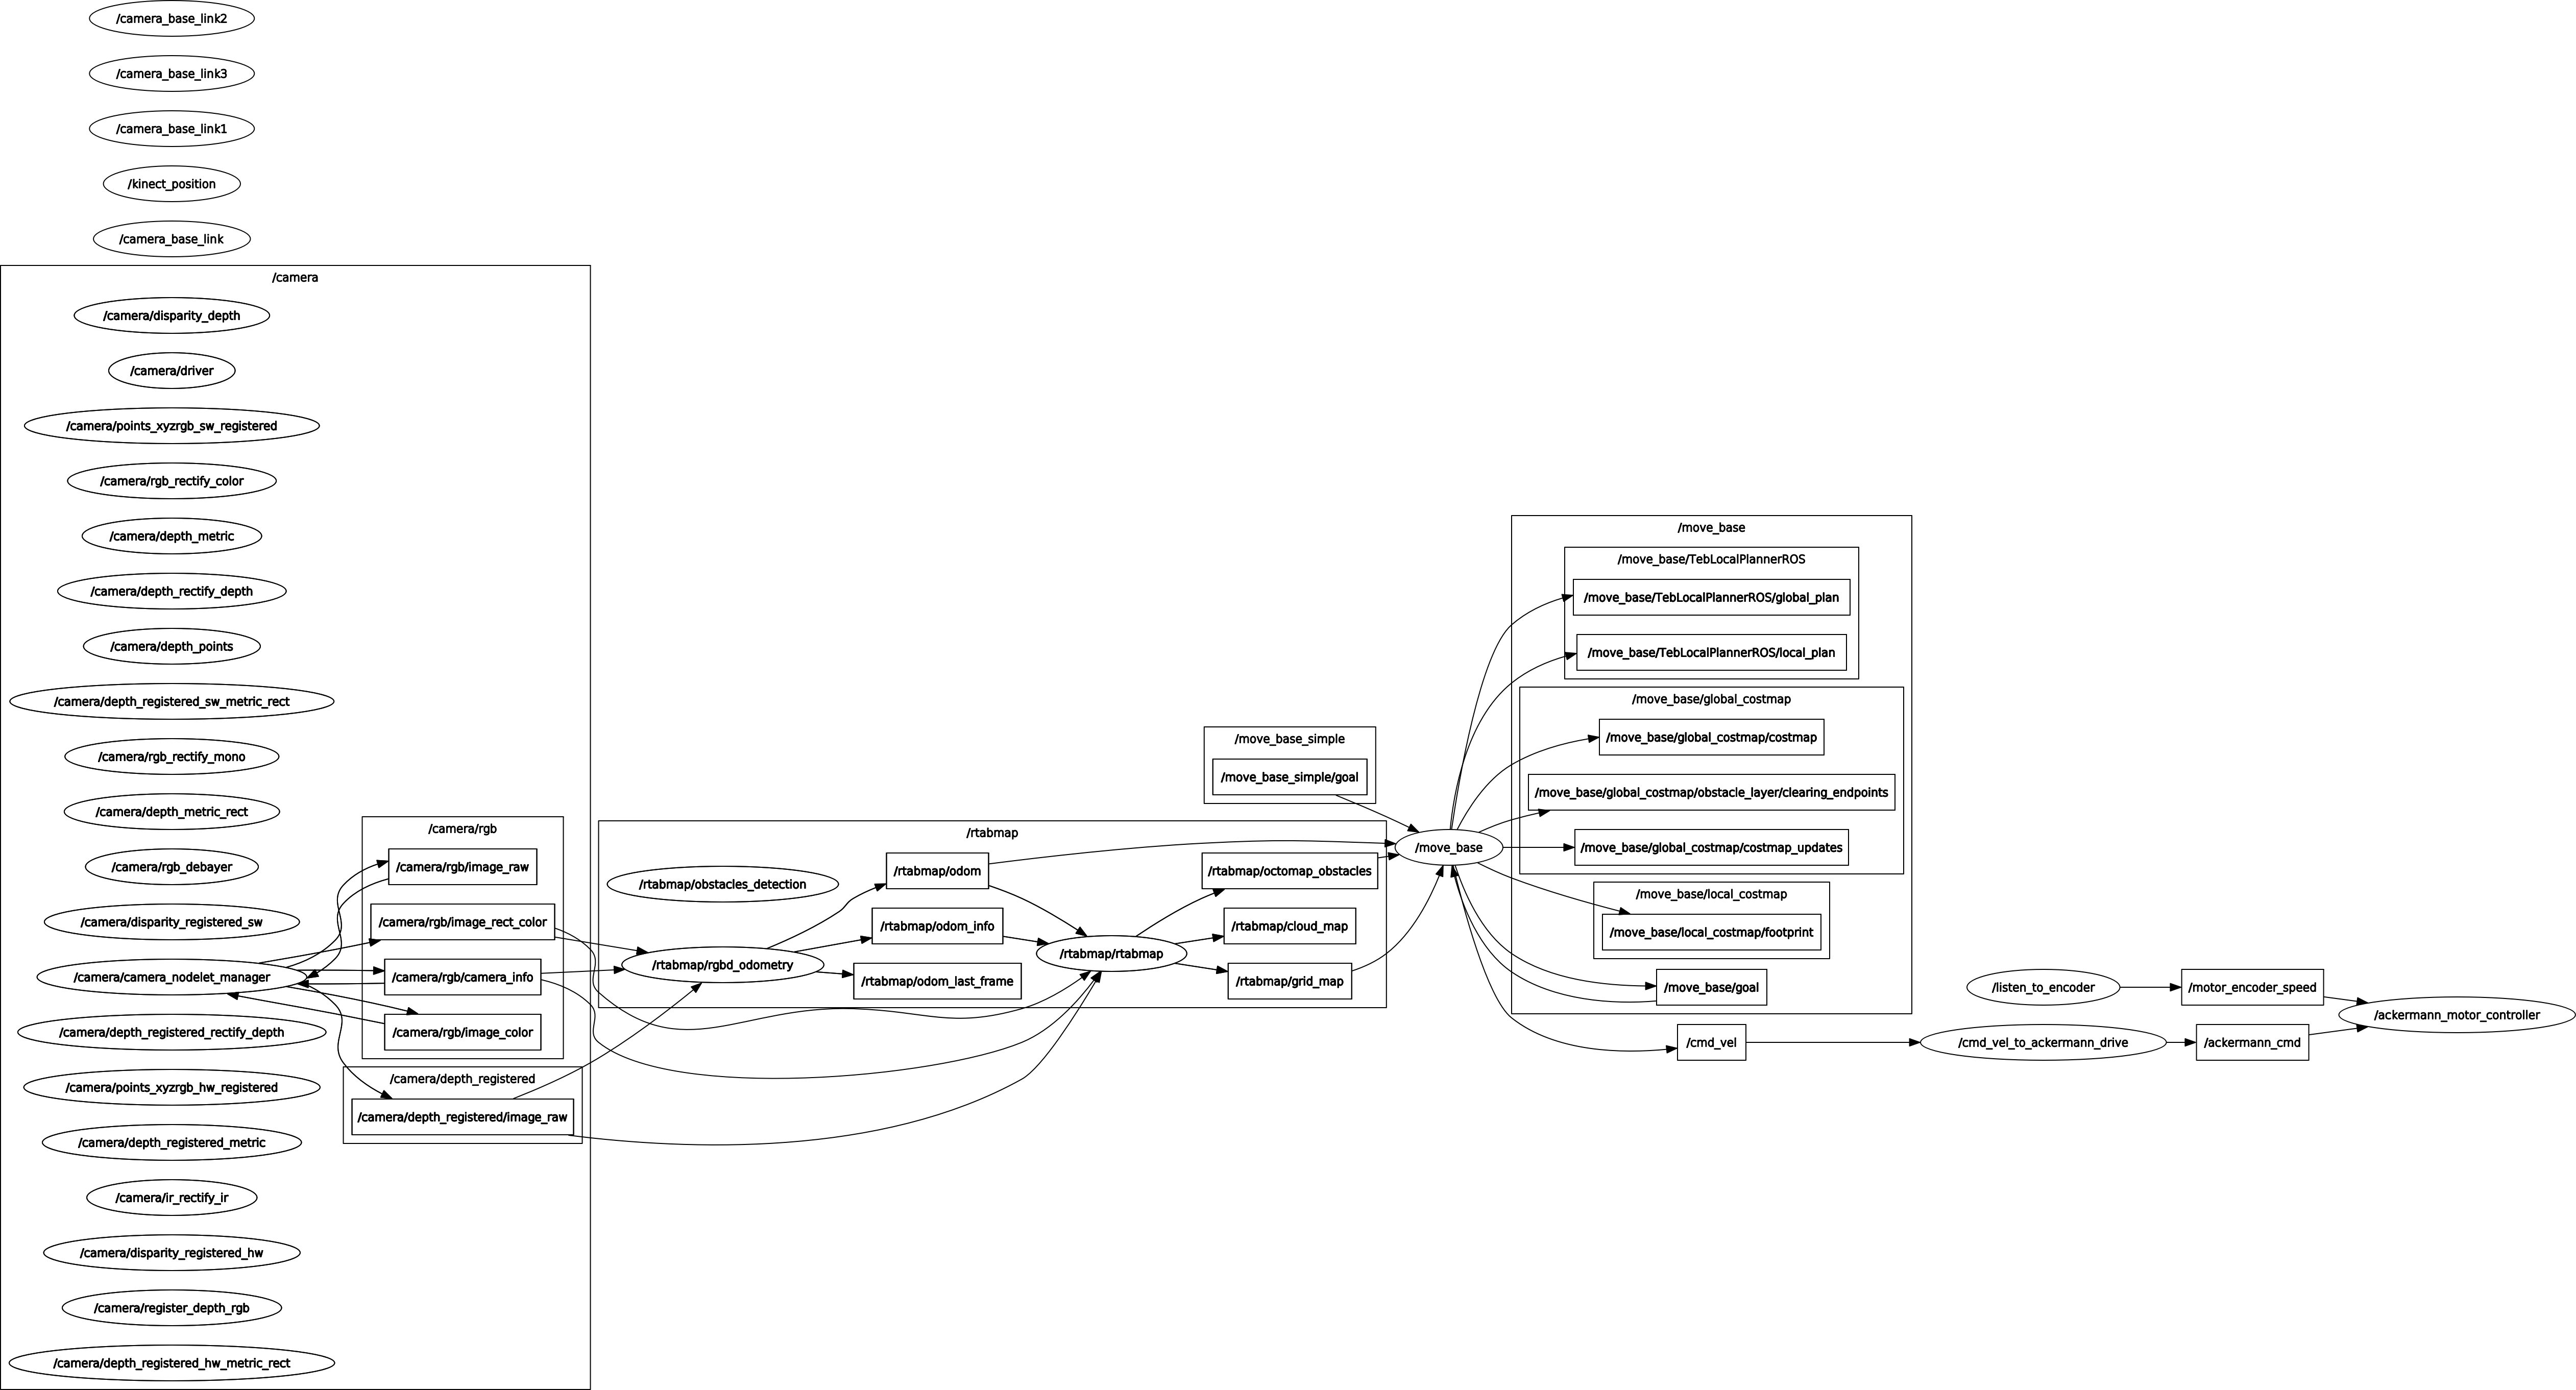 /camera_base_link2
/camera_base_link3
/camera_base_link1
/kinect_position
/camera_base_link
/camera
/camera/disparity_depth
/camera/driver
/camera/points_xyzrgb_sw_registered
/camera/rgb_rectify_color
/camera/depth_metric
/camera/depth_rectify_depth
/camera/depth_points
/camera/depth_registered_sw_metric_rect
/camera/rgb_rectify_mono
/camera/depth_metric_rect
/camera/rgb_debayer
/camera/disparity_registered_sw
/camera/camera_nodelet_manager
/camera/depth_registered_rectify_depth
/camera/points_xyzrgb_hw_registered
/camera/depth_registered_metric
/camera/ir_rectify_ir
/camera/disparity_registered_hw
/camera/register_depth_rgb
/camera/depth_registered_hw_metric_rect
/camera/rgb
/camera/rgb/image_raw
/camera/rgb/image_rect_color
/camera/rgb/camera_info
/camera/rgb/image_color
/camera/depth_registered
/camera/depth_registered/image_raw
/rtabmap
/rtabmap/obstacles_detection
/rtabmap/rgbd_odometry
/rtabmap/odom
/rtabmap/odom_info
/rtabmap/odom_last_frame
/rtabmap/rtabmap
/rtabmap/octomap_obstacles
/rtabmap/cloud_map
/rtabmap/grid_map
/move_base_simple
/move_base_simple/goal
/move_base
/move_base
/move_base/TebLocalPlannerROS
/move_base/TebLocalPlannerROS/global_plan
/move_base/TebLocalPlannerROS/local_plan
/move_base/global_costmap
/move_base/global_costmap/costmap
/move_base/global_costmap/obstacle_layer/clearing_endpoints
/move_base/global_costmap/costmap_updates
/move_base/local_costmap
/move_base/local_costmap/footprint
/move_base/goal
/cmd_vel
/listen_to_encoder
/cmd_vel_to_ackermann_drive
/motor_encoder_speed
/ackermann_cmd
/ackermann_motor_controller